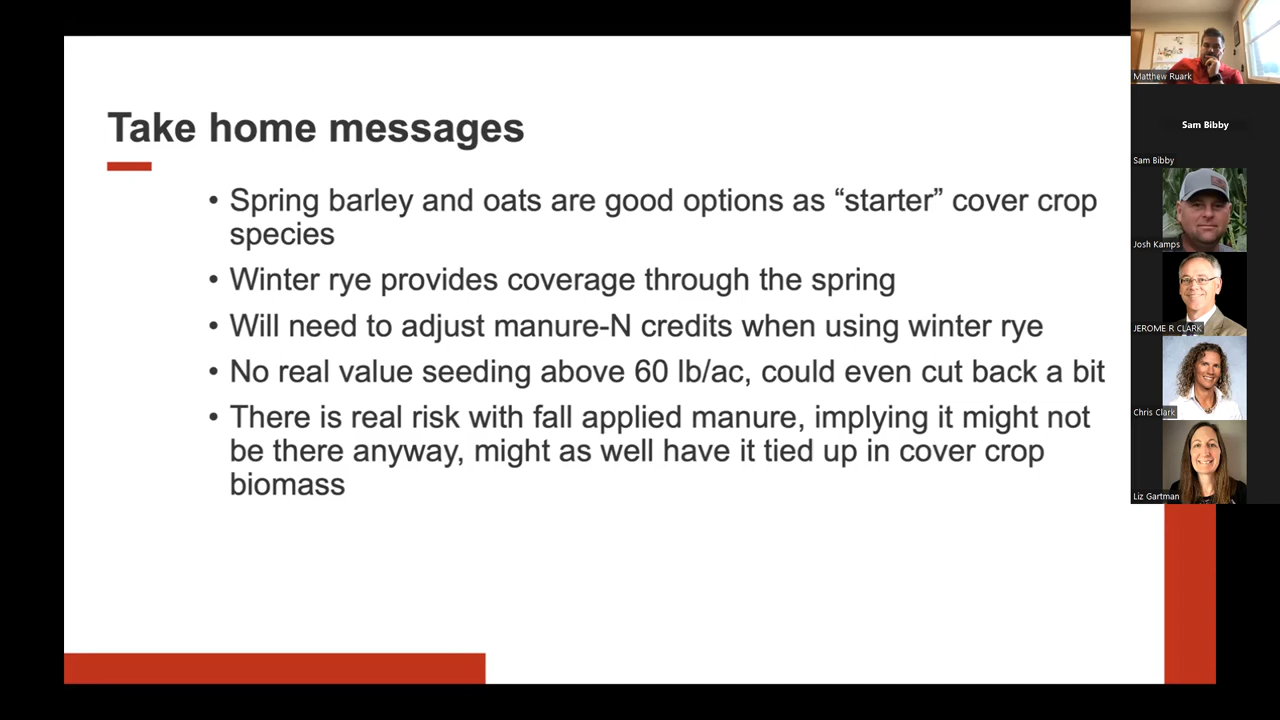 Take home messages
• Spring barley and oats are good options as “starter” cover crop
species
• Winter rye provides coverage through the spring
• Will need to adjust manure-N credits when using winter rye
• No real value seeding above 60 lb/ac, could even cut back a bit
• There is real risk with fall applied manure, implying it might not
be there anyway, might as well have it tied up in cover crop
biomass
Matthew Ruark
Sam Bibby
Sam Bibby
Josh Kamps
JEROME R CLARK
Chris Clark
Liz Gartman